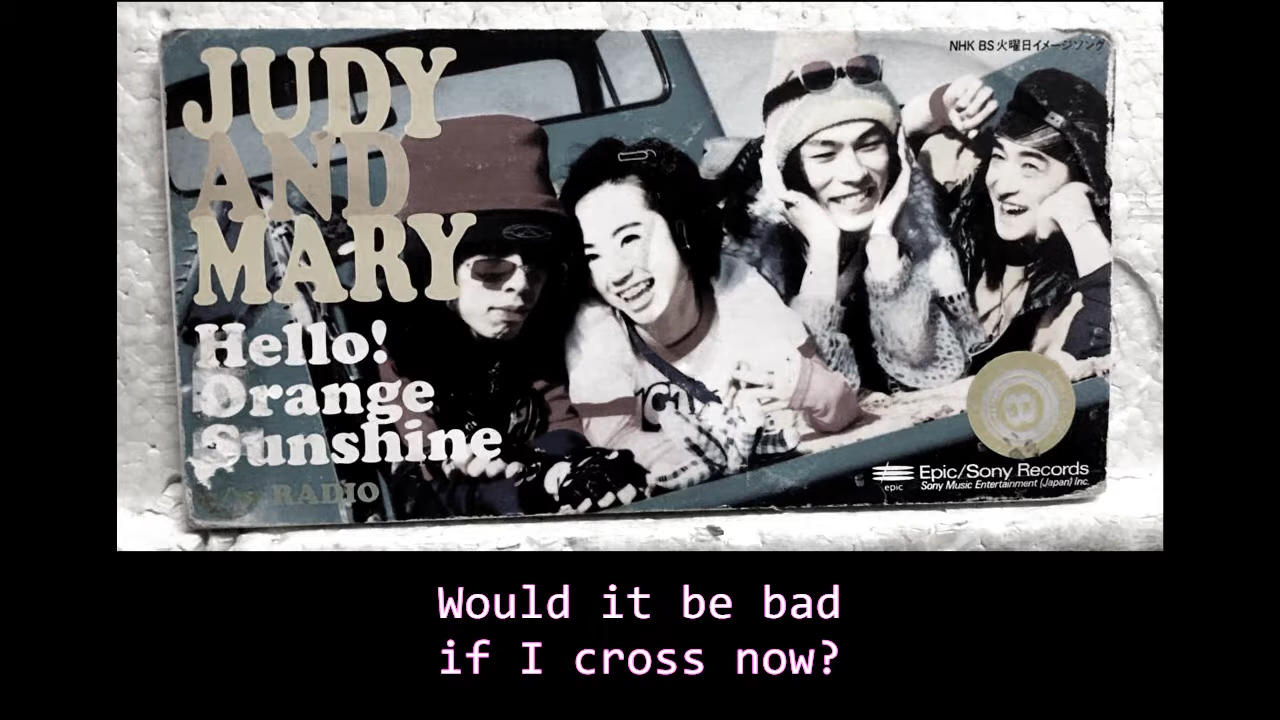 JUDY
AND
MARY
Hello!
Orange
Sunshine
RADIO
NHK BS火曜日イメージソング
B
epic
Epic/Sony Records
Sony Music Entertainment (Japan) Inc.
Would it be bad
if I cross now?